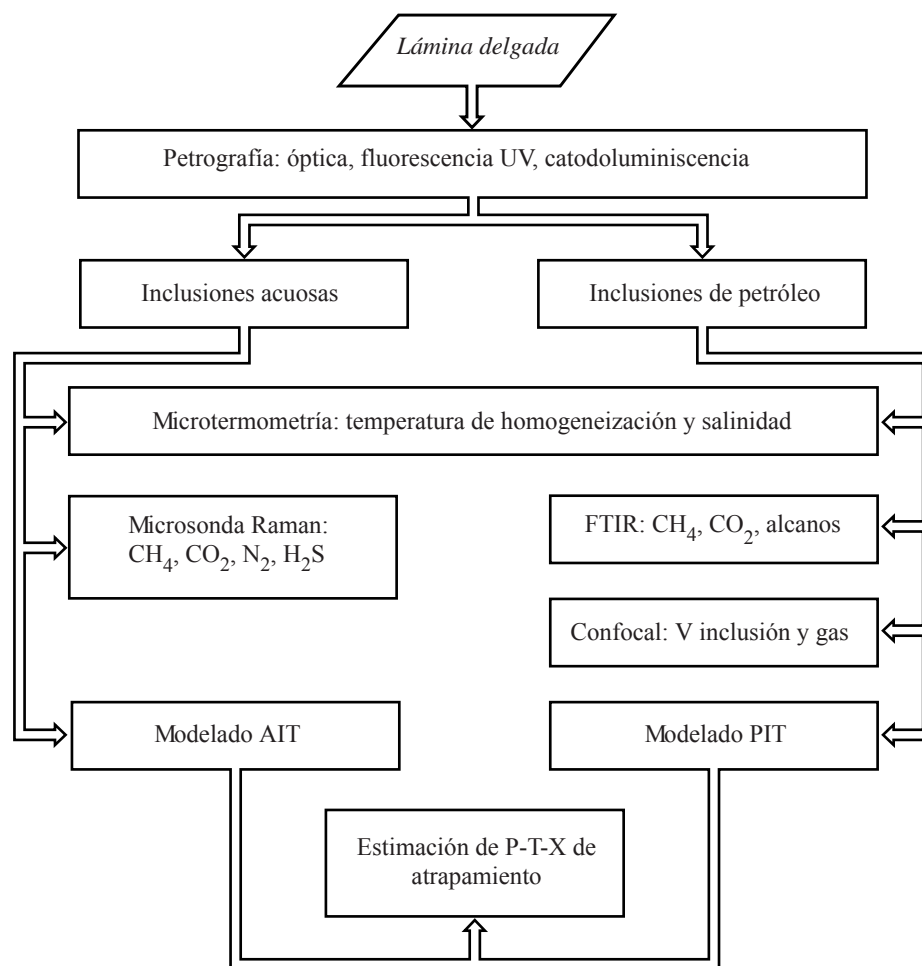 Lámina delgada
Petrografía: óptica, fluorescencia UV, catodoluminiscencia
Inclusiones acuosas
Inclusiones de petróleo
Microtermometría: temperatura de homogeneización y salinidad
Microsonda Raman:
CH4, CO2, N2, H2S
FTIR: CH4, CO2, alcanos
Confocal: V inclusión y gas
Modelado AIT
Modelado PIT
Estimación de P-T-X de
atrapamiento